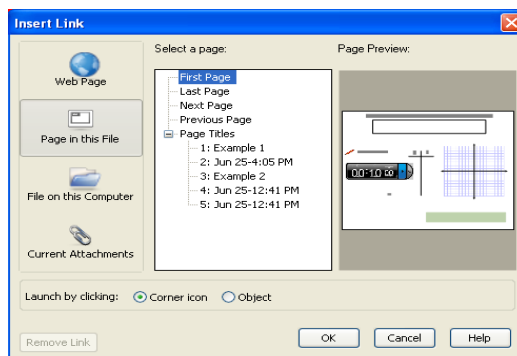 Insert Link
Web Page
Page in this File
File on this Computer
Current Attachments
Select a page:
First Page
Last Page
Next Page
Previous Page
Page Titles
1: Example 1
2: Jun 25-4:05 PM
3: Example 2
4: Jun 25-12:41 PM
5: Jun 25-12:41 PM
Page Preview:
Launch by clicking:
Corner icon
Object
Remove Link
OK
Cancel
Help